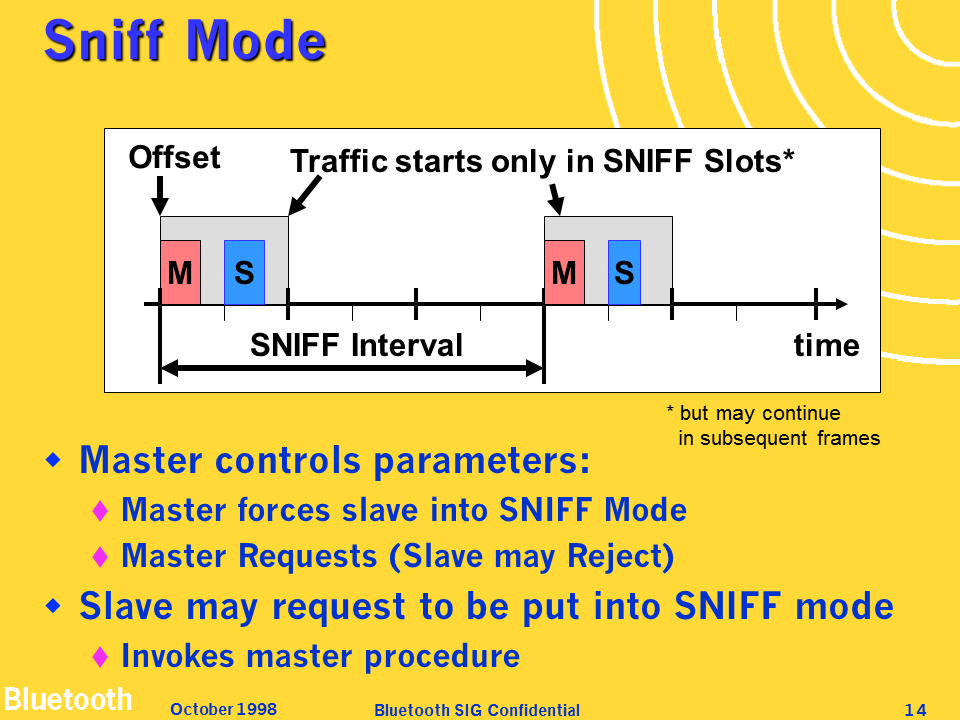 Sniff Mode
Offset
Traffic starts only in SNIFF Slots*
M S M S
SNIFF Interval
time
* but may continue
in subsequent frames
Master controls parameters:
Master forces slave into SNIFF Mode
Master Requests (Slave may Reject)
Slave may request to be put into SNIFF mode
Invokes master procedure
Bluetooth
October 1998
Bluetooth SIG Confidential
14